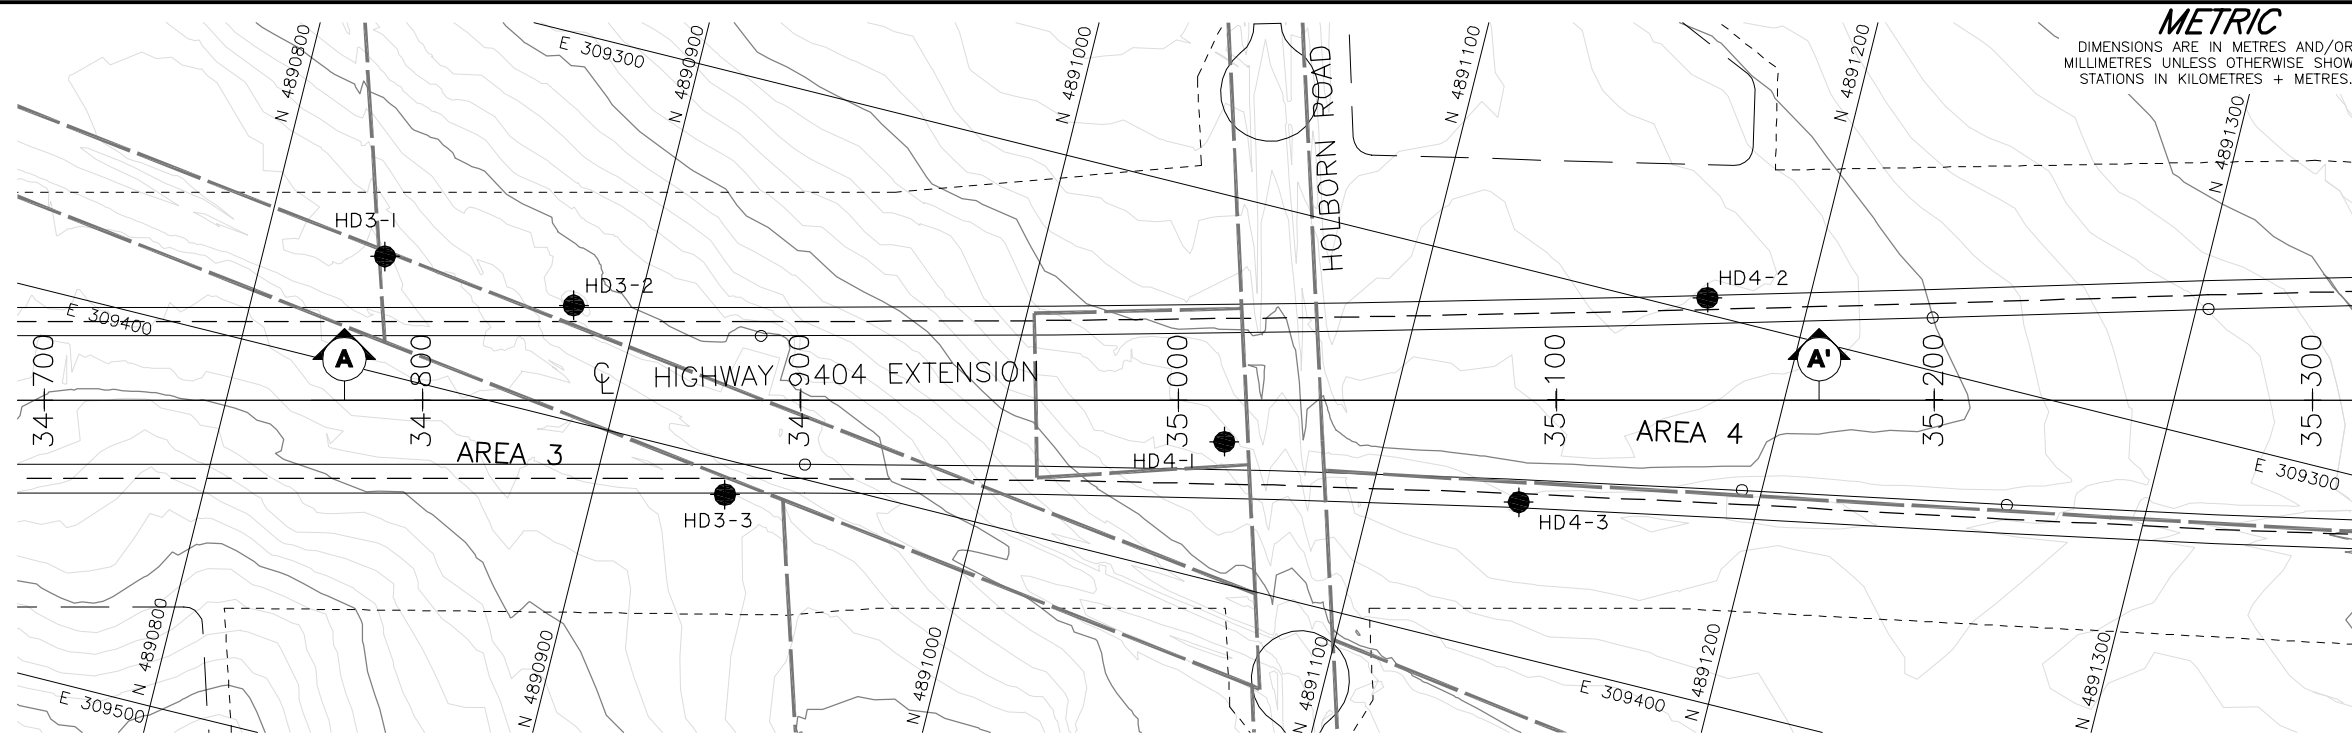 METRIC
DIMENSIONS ARE IN METRES AND/OR
MILLIMETRES UNLESS OTHERWISE SHOW
STATIONS IN KILOMETRES + METRES.
N 4890800
E 309300
N 4890900
N 4891000
HOLBORN ROAD
N 4891100
N 4891200
N 4891300
HD3-1
HD3-2
HD4-2
E 309400
A
A'
34+700
34+800
34+900
35+000
35+100
35+200
35+300
CL HIGHWAY 404 EXTENSION
AREA 3
AREA 4
HD4-1
HD3-3
HD4-3
E 309300
N 4890800
N 4890900
N 4891000
N 4891100
N 4891200
N 4891300
E 309500
E 309400